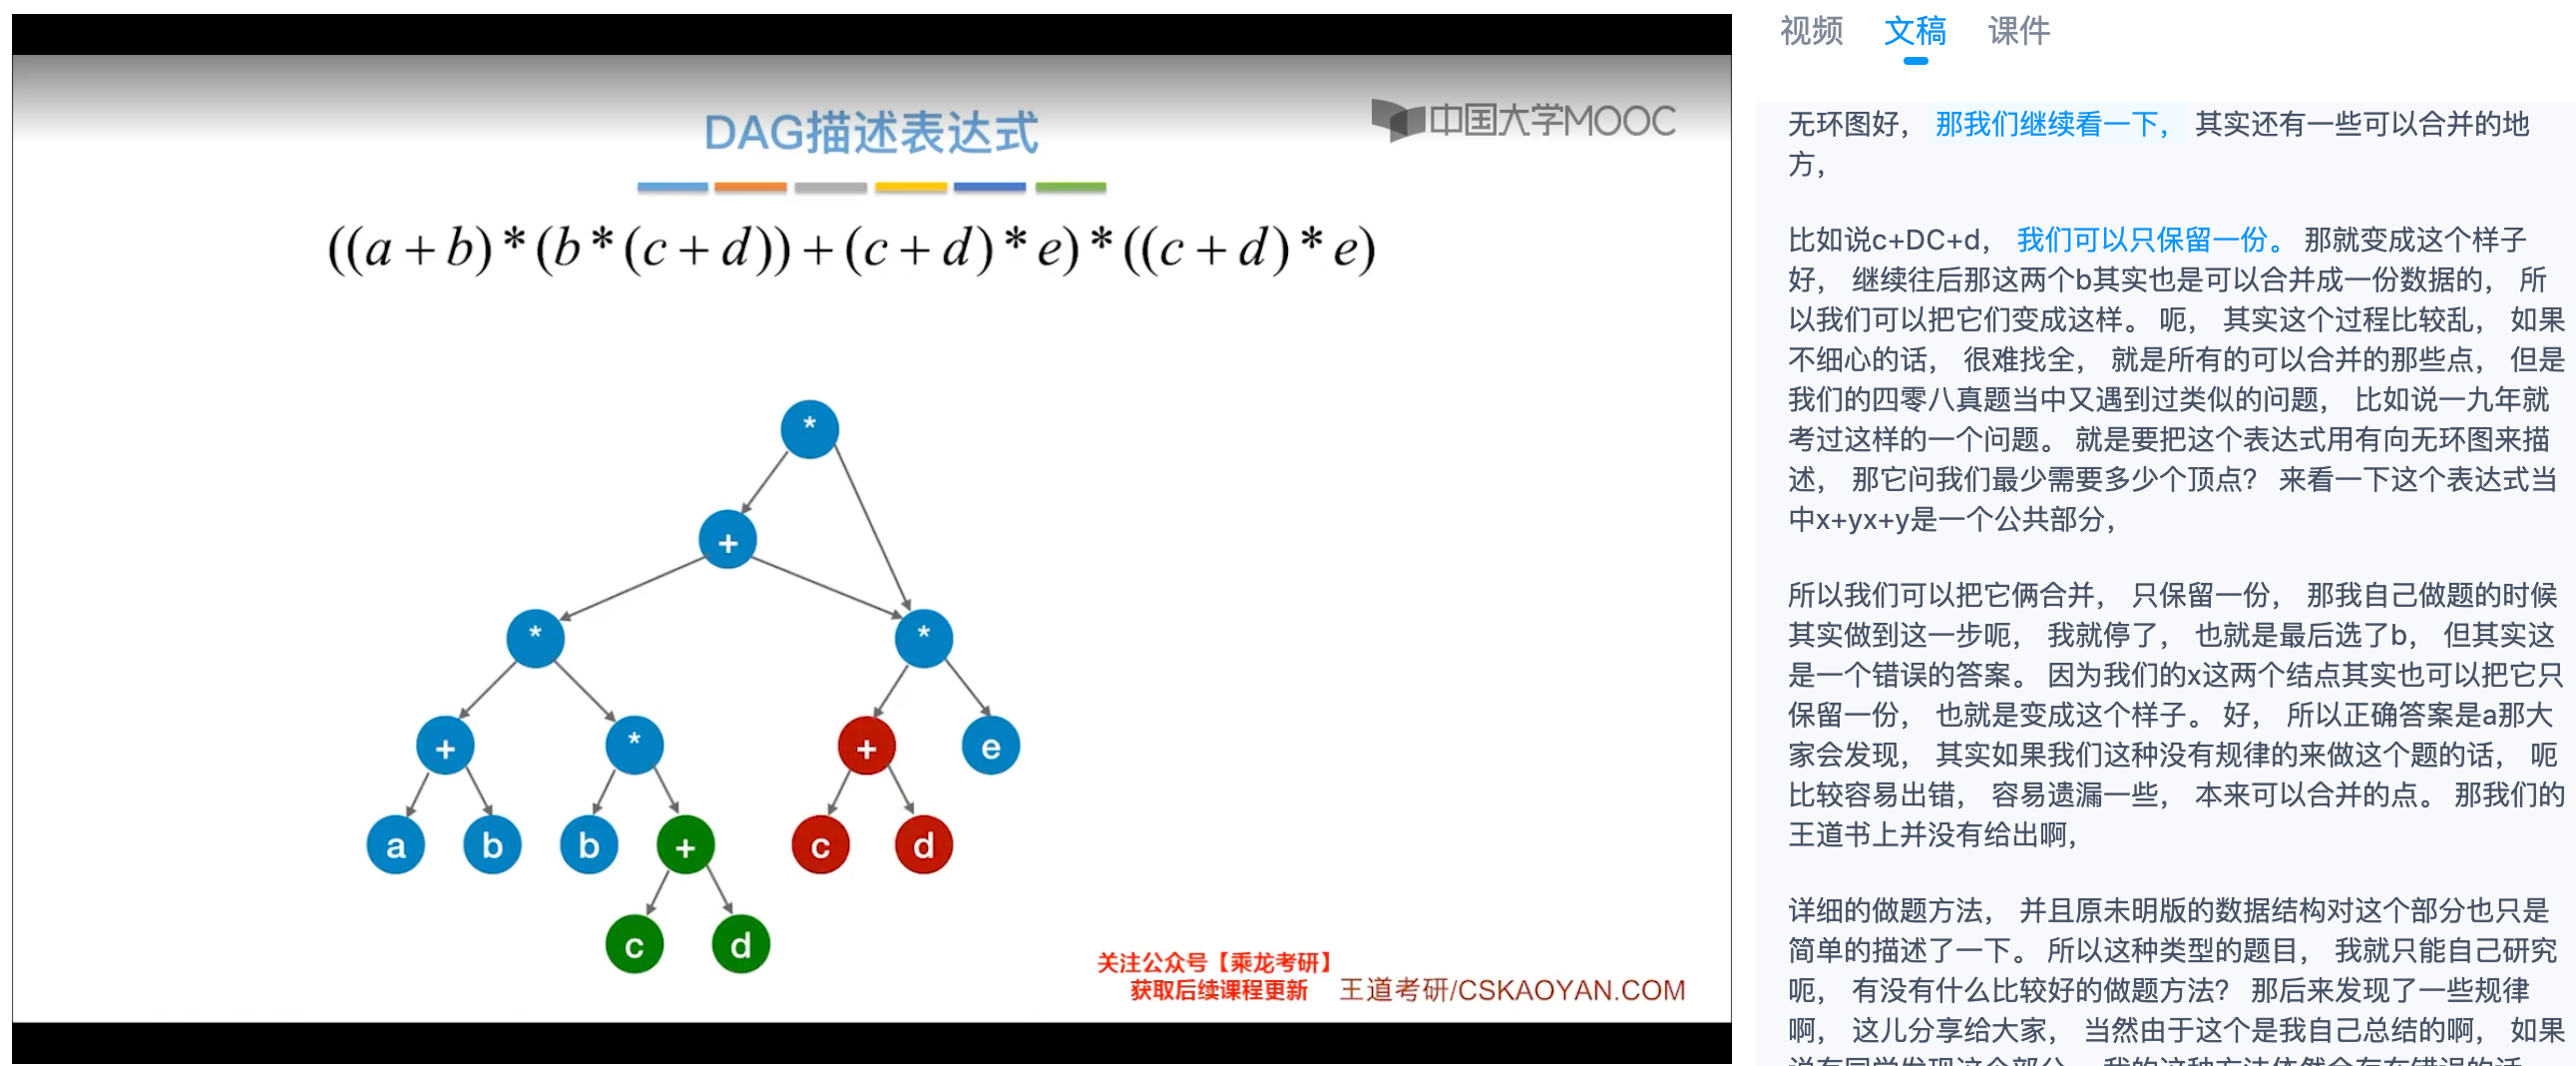 DAG描述表达式
中国大学MOOC
((a+b)*(b*(c+d))+(c+d)*e)*((c+d)*e)
*
+
* *
+ * + e
a b b + c d
c d
关注公众号【乘龙考研】
获取后续课程更新
王道考研/CSKAOYAN.COM
视频 文稿 课件
无环图好， 那我们继续看一下， 其实还有一些可以合并的地
方，
比如说c+DC+d， 我们可以只保留一份。 那就变成这个样子
好， 继续往后那这两个b其实也是可以合并成一份数据的， 所
以我们可以把它们变成这样。 呃， 其实这个过程比较乱， 如果
不细心的话， 很难找全， 就是所有的可以合并的那些点， 但是
我们的四零八真题当中又遇到过类似的问题， 比如说一九年就
考过这样的一个问题。 就是要把这个表达式用有向无环图来描
述， 那它问我们最少需要多少个顶点？ 来看一下这个表达式当
中x+yx+y是一个公共部分，
所以我们可以把它俩合并， 只保留一份， 那我自己做题的时候
其实做到这一步呃， 我就停了， 也就是最后选了b， 但其实这
是一个错误的答案。 因为我们的x这两个结点其实也可以把它只
保留一份， 也就是变成这个样子。 好， 所以正确答案是a那大
家会发现， 其实如果我们这种没有规律的来做这个题的话， 呃
比较容易出错， 容易遗漏一些， 本来可以合并的点。 那我们的
王道书上并没有给出啊，
详细的做题方法， 并且原未明版的数据结构对这个部分也只是
简单的描述了一下。 所以这种类型的题目， 我就只能自己研究
呃， 有没有什么比较好的做题方法？ 那后来发现了一些规律
啊， 这儿分享给大家， 当然由于这个是我自己总结的啊， 如果